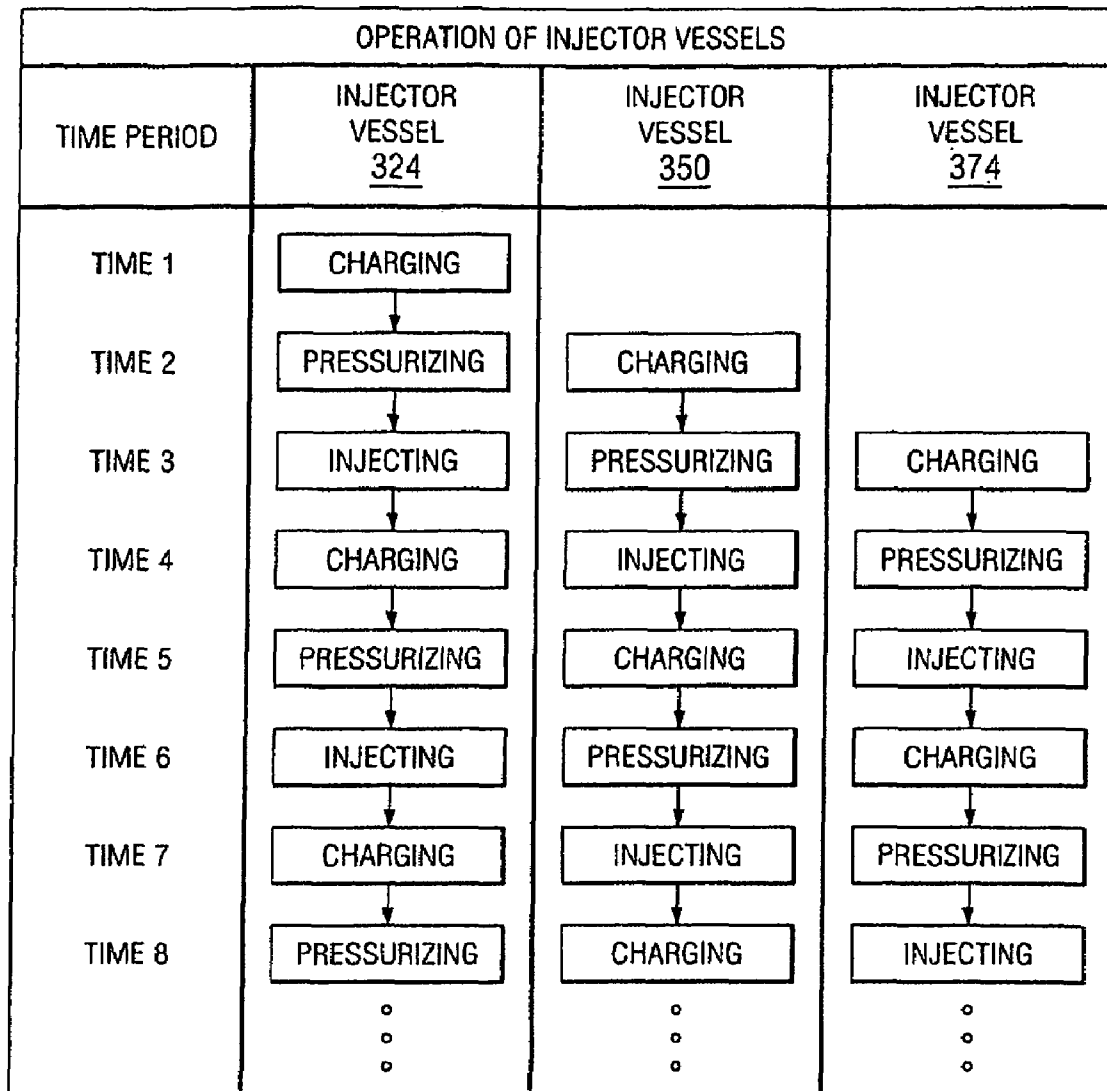 OPERATION OF INJECTOR VESSELS
TIME PERIOD
INJECTOR
VESSEL
324
INJECTOR
VESSEL
350
INJECTOR
VESSEL
374
TIME 1 CHARGING
TIME 2 PRESSURIZING CHARGING
TIME 3 INJECTING PRESSURIZING CHARGING
TIME 4 CHARGING INJECTING PRESSURIZING
TIME 5 PRESSURIZING CHARGING INJECTING
TIME 6 INJECTING PRESSURIZING CHARGING
TIME 7 CHARGING INJECTING PRESSURIZING
TIME 8 PRESSURIZING CHARGING INJECTING